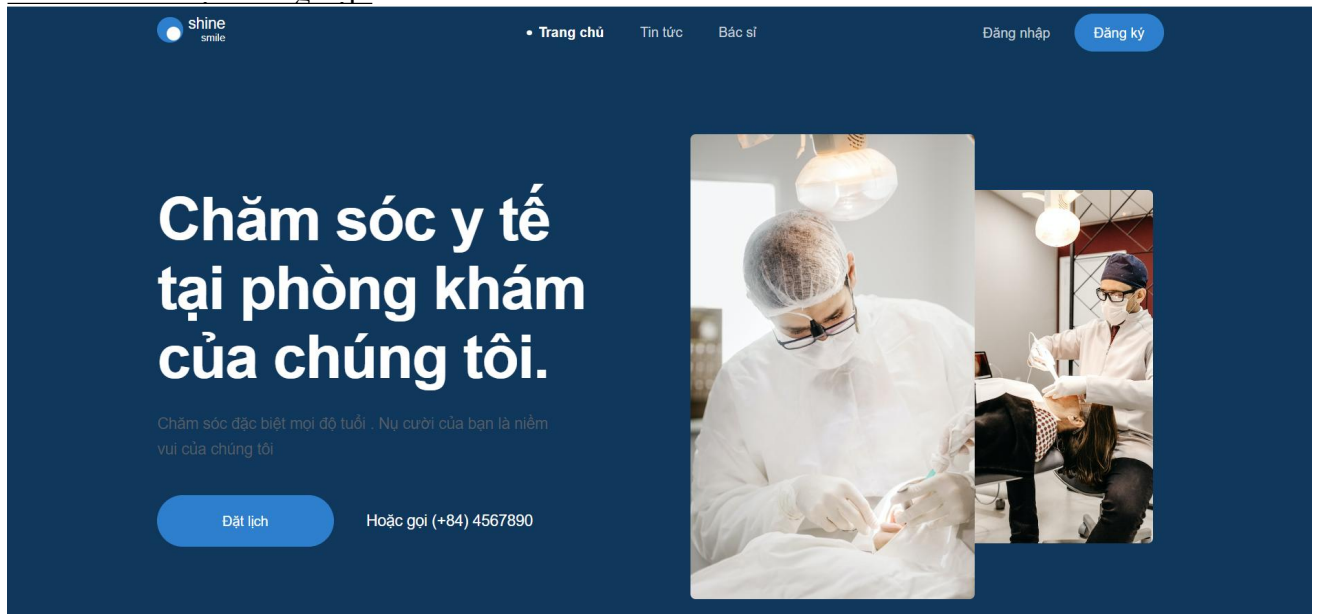 shine
smile
• Trang chủ
Tin tức
Bác sĩ
Đăng nhập
Đăng ký
Chăm sóc y tế
tại phòng khám
của chúng tôi.
Chăm sóc đặc biệt mọi độ tuổi . Nụ cười của bạn là niềm
vui của chúng tôi
Đặt lịch
Hoặc gọi (+84) 4567890